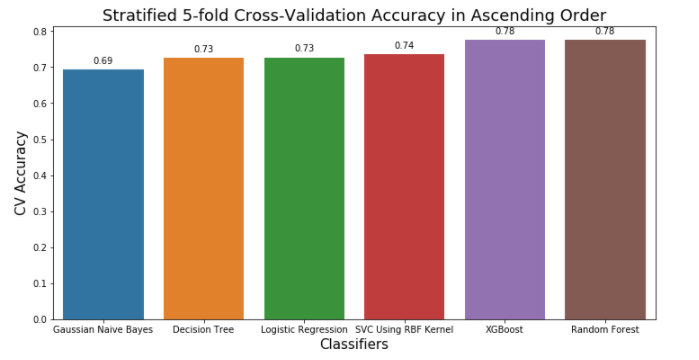 Stratified 5-fold Cross-Validation Accuracy in Ascending Order
0.8
0.7
0.6
0.5
0.4
0.3
0.2
0.1
0.0
CV Accuracy
0.69
0.73
0.73
0.74
0.78
0.78
Gaussian Naive Bayes
Decision Tree
Logistic Regression
SVC Using RBF Kernel
XGBoost
Random Forest
Classifiers